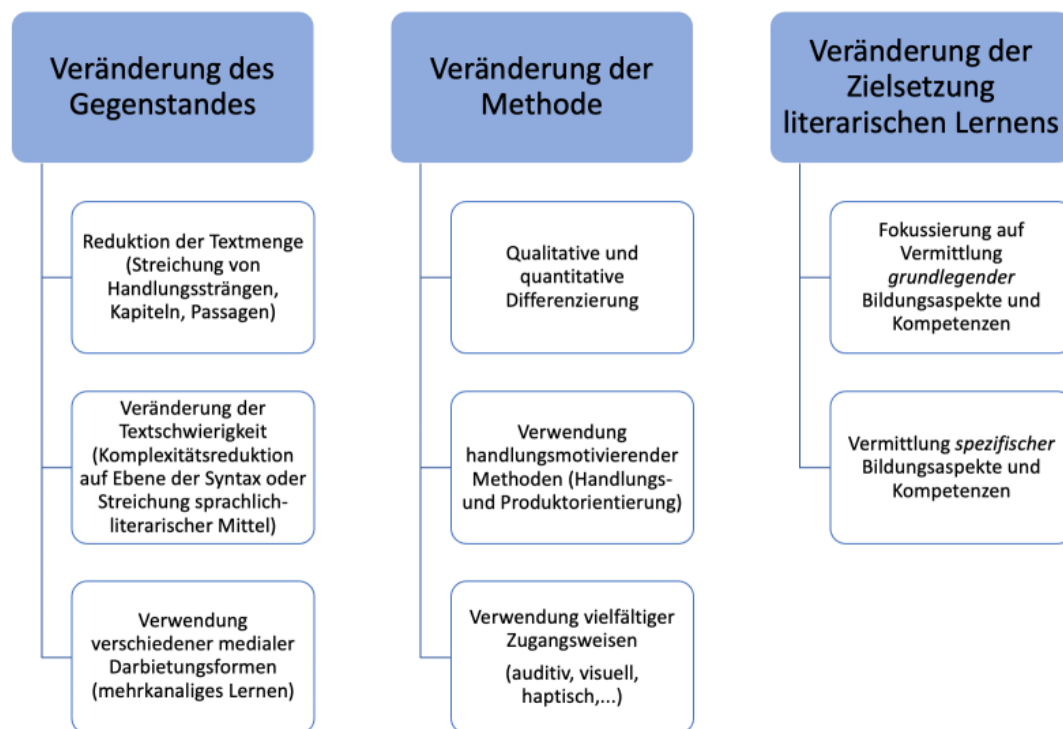 Veränderung des
Gegenstandes
Reduktion der Textmenge
(Streichung von
Handlungssträngen,
Kapiteln, Passagen)
Veränderung der
Textschwierigkeit
(Komplexitätsreduktion
auf Ebene der Syntax oder
Streichung sprachlich-
literarischer Mittel)
Verwendung
verschiedener medialer
Darbietungsformen
(mehrkanaliges Lernen)
Veränderung der
Methode
Qualitative und
quantitative
Differenzierung
Verwendung
handlungsmotivierender
Methoden (Handlungs-
und Produktorientierung)
Verwendung vielfältiger
Zugangsweisen
(auditiv, visuell,
haptisch,...)
Veränderung der
Zielsetzung
literarischen Lernens
Fokussierung auf
Vermittlung
grundlegender
Bildungsaspekte und
Kompetenzen
Vermittlung spezifischer
Bildungsaspekte und
Kompetenzen